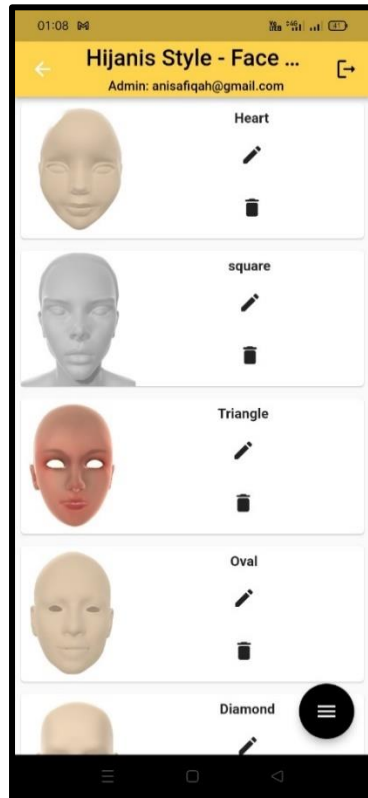 01:08
Hijanis Style - Face ...
Admin: anisafiqah@gmail.com
Heart
square
Triangle
Oval
Diamond